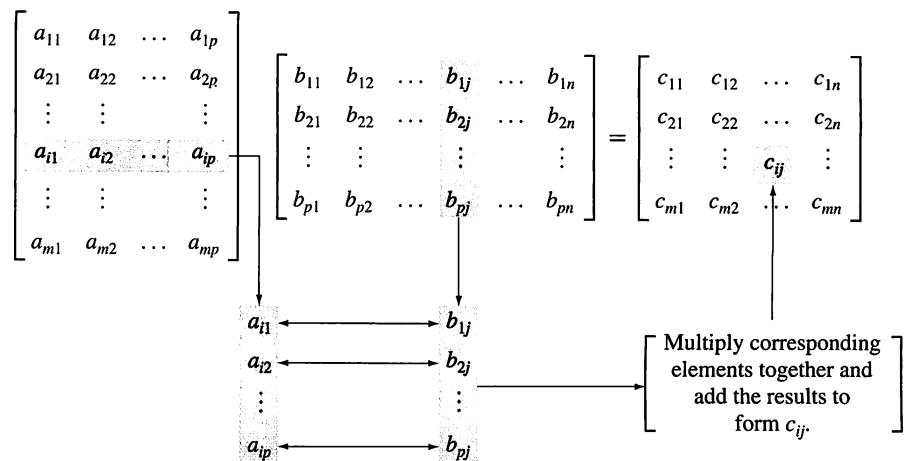 a₁₁ a₁₂ … a₁ₚ
a₂₁ a₂₂ … a₂ₚ
⋮ ⋮ ⋮
aᵢ₁ aᵢ₂ … aᵢₚ
⋮ ⋮ ⋮
aₘ₁ aₘ₂ … aₘₚ
b₁₁ b₁₂ … b₁ⱼ … b₁ₙ
b₂₁ b₂₂ … b₂ⱼ … b₂ₙ
⋮ ⋮ ⋮ ⋮
bₚ₁ bₚ₂ … bₚⱼ … bₚₙ
=
c₁₁ c₁₂ … c₁ₙ
c₂₁ c₂₂ … c₂ₙ
⋮ ⋮ cᵢⱼ ⋮
cₘ₁ cₘ₂ … cₘₙ
aᵢ₁ b₁ⱼ
aᵢ₂ b₂ⱼ
⋮ ⋮
aᵢₚ bₚⱼ
Multiply corresponding
elements together and
add the results to
form cᵢⱼ.